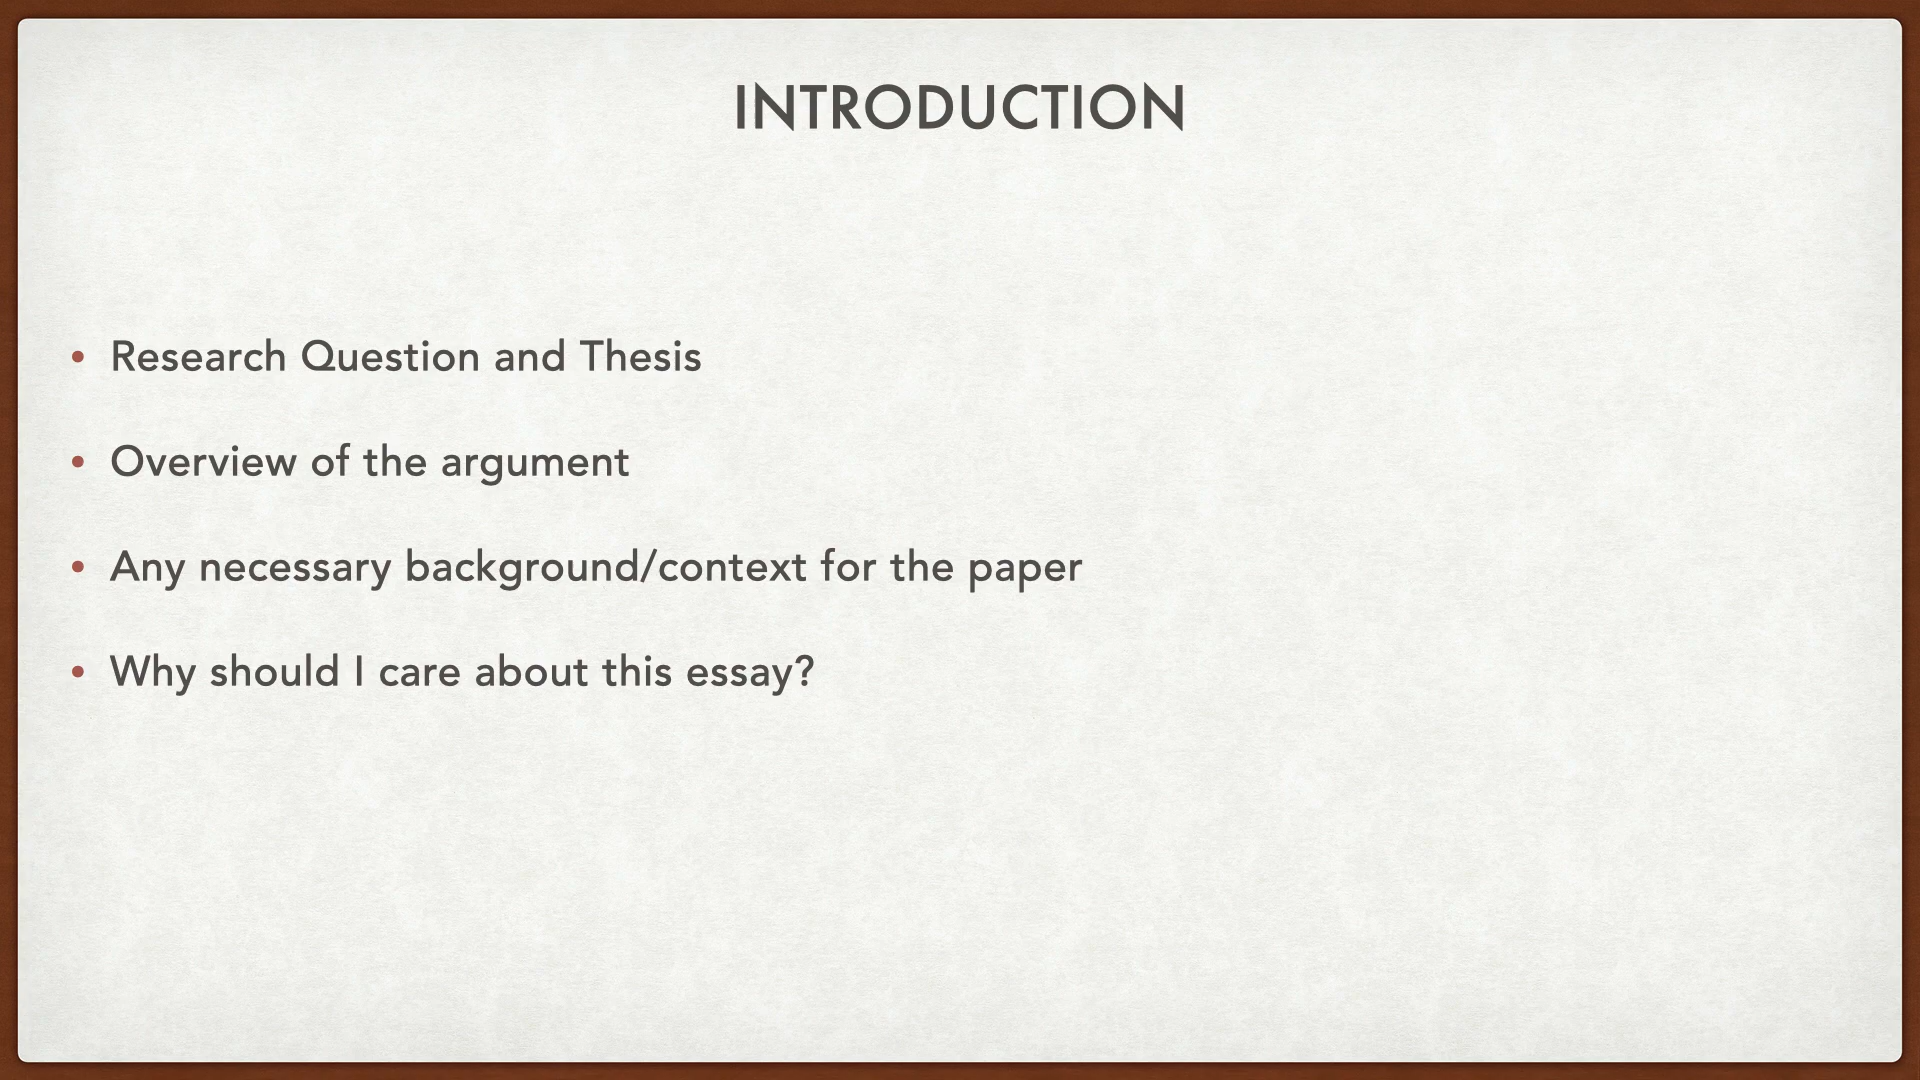 INTRODUCTION
• Research Question and Thesis
• Overview of the argument
• Any necessary background/context for the paper
• Why should I care about this essay?